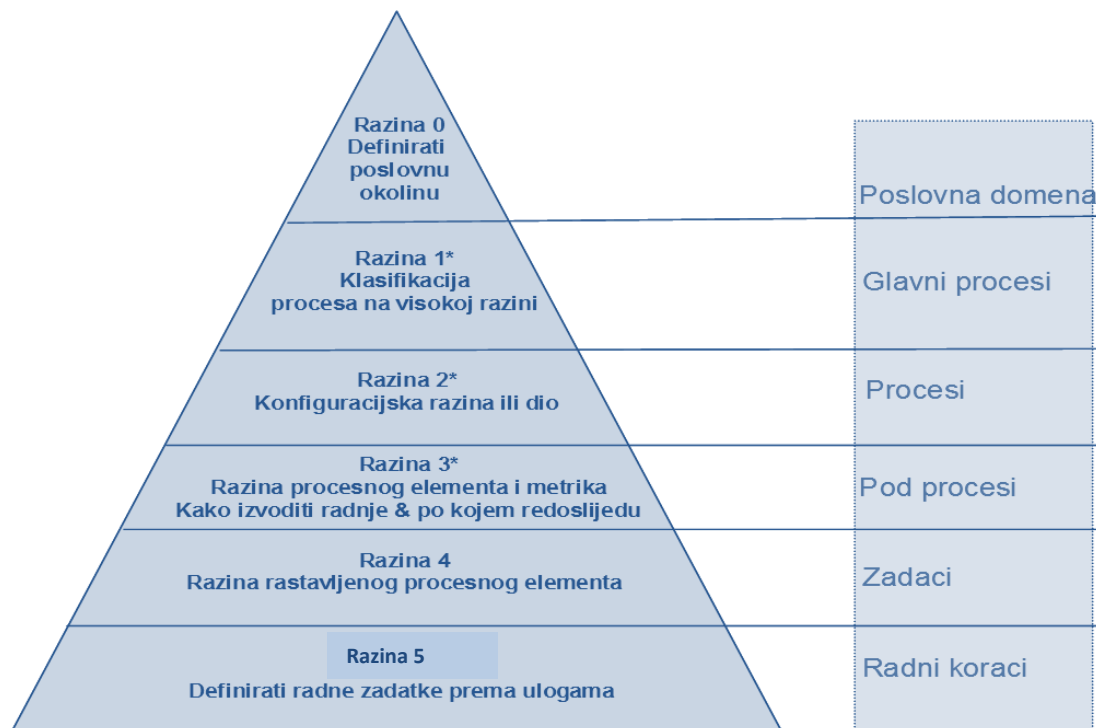 Razina 0
Definirati
poslovnu
okolinu
Poslovna domena
Razina 1*
Klasifikacija
procesa na visokoj razini
Glavni procesi
Razina 2*
Konfiguracijska razina ili dio
Procesi
Razina 3*
Razina procesnog elementa i metrika
Kako izvoditi radnje & po kojem redoslijedu
Pod procesi
Razina 4
Razina rastavljenog procesnog elementa
Zadaci
Razina 5
Definirati radne zadatke prema ulogama
Radni koraci